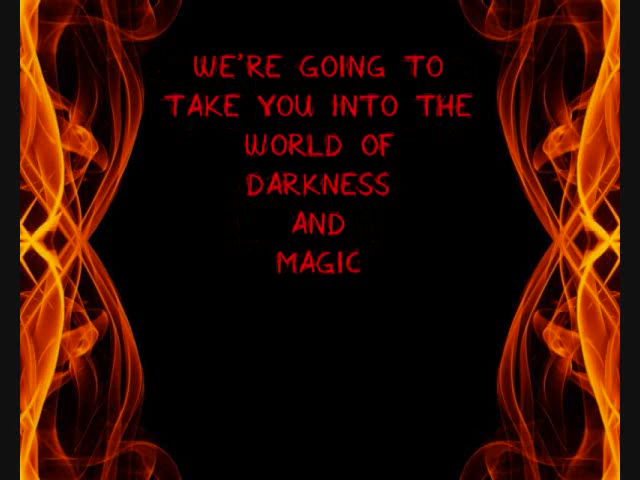 WE'RE GOING TO
TAKE YOU INTO THE
WORLD OF
DARKNESS
AND
MAGIC